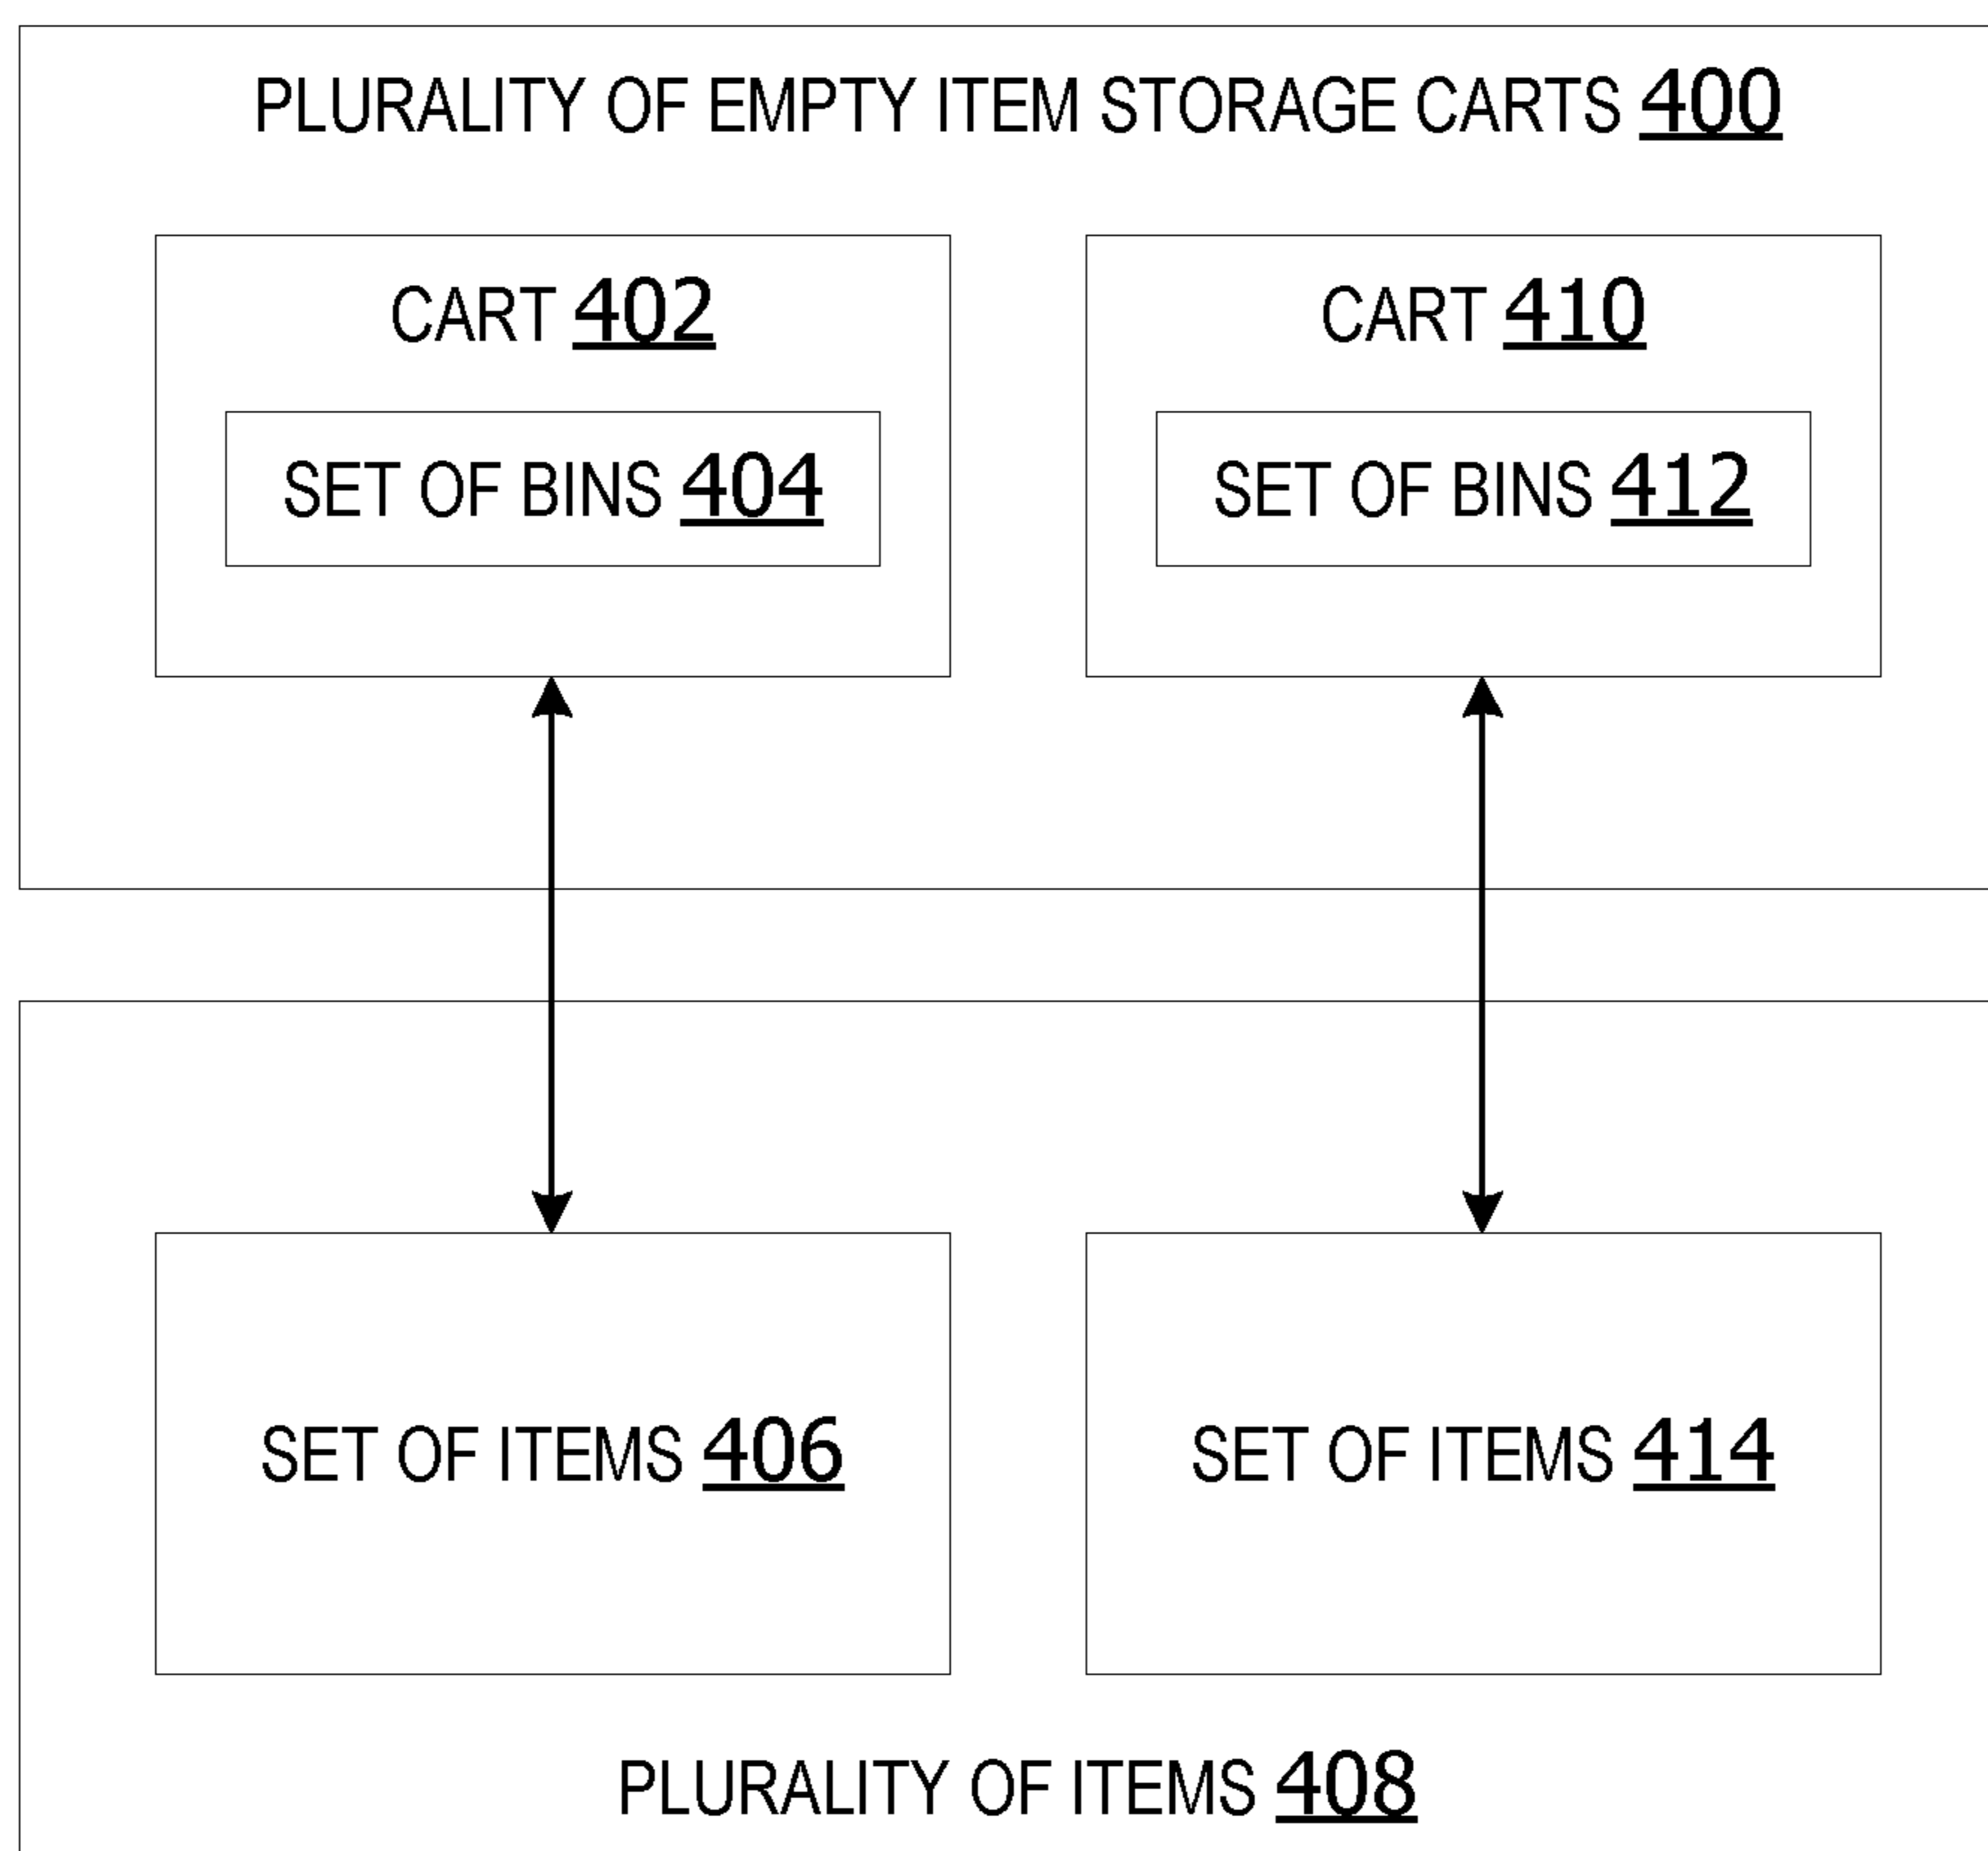 PLURALITY OF EMPTY ITEM STORAGE CARTS 400
CART 402
SET OF BINS 404
CART 410
SET OF BINS 412
SET OF ITEMS 406
SET OF ITEMS 414
PLURALITY OF ITEMS 408